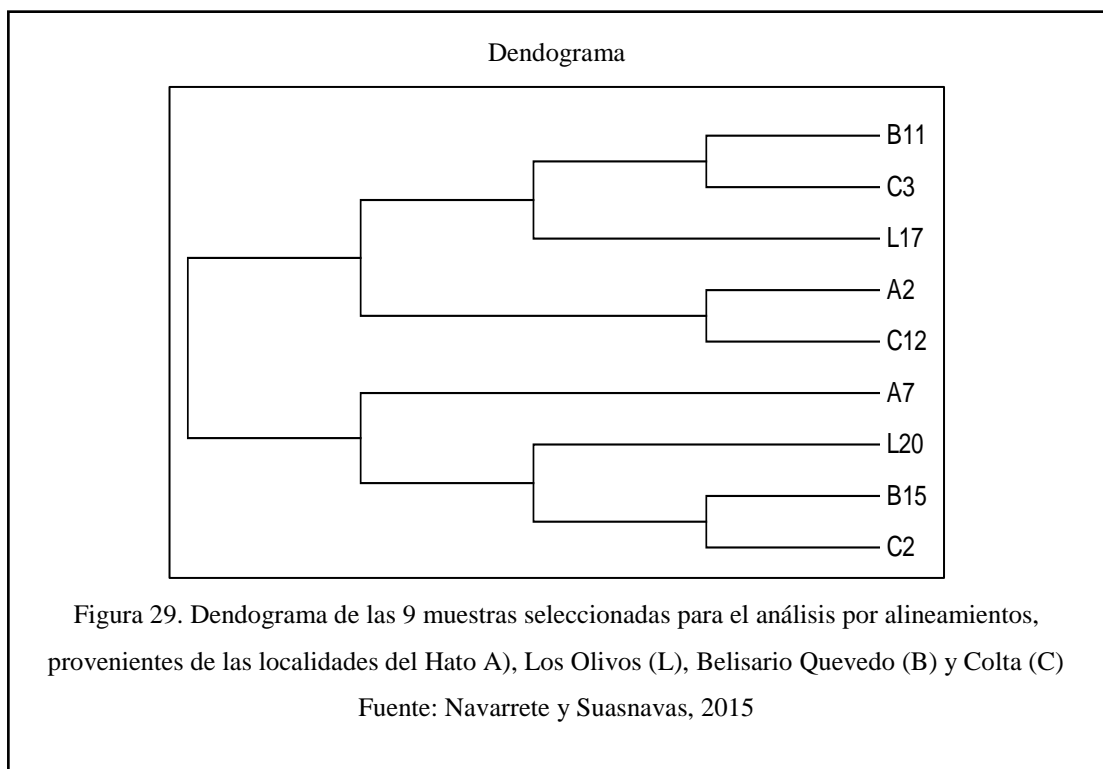 Dendograma
B11
C3
L17
A2
C12
A7
L20
B15
C2
Figura 29. Dendograma de las 9 muestras seleccionadas para el análisis por alineamientos,
provenientes de las localidades del Hato A), Los Olivos (L), Belisario Quevedo (B) y Colta (C)
Fuente: Navarrete y Suasnavas, 2015